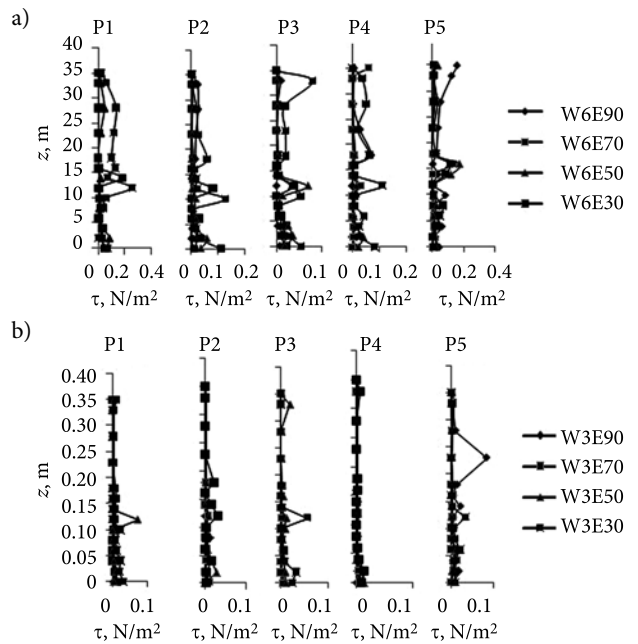 a)
P1 P2 P3 P4 P5
40
35
30
25
20
15
10
5
0
z, m
0 0.2 0.4 0 0.1 0.2 0 0.1 0 0.1 0.2 0 0.2 0.4
τ, N/m² τ, N/m² τ, N/m² τ, N/m² τ, N/m²
W6E90
W6E70
W6E50
W6E30
b)
P1 P2 P3 P4 P5
0.40
0.35
0.30
0.25
0.20
0.15
0.10
0.05
0
z, m
0 0.1 0 0.1 0 0.1 0 0.1 0 0.1
τ, N/m² τ, N/m² τ, N/m² τ, N/m² τ, N/m²
W3E90
W3E70
W3E50
W3E30